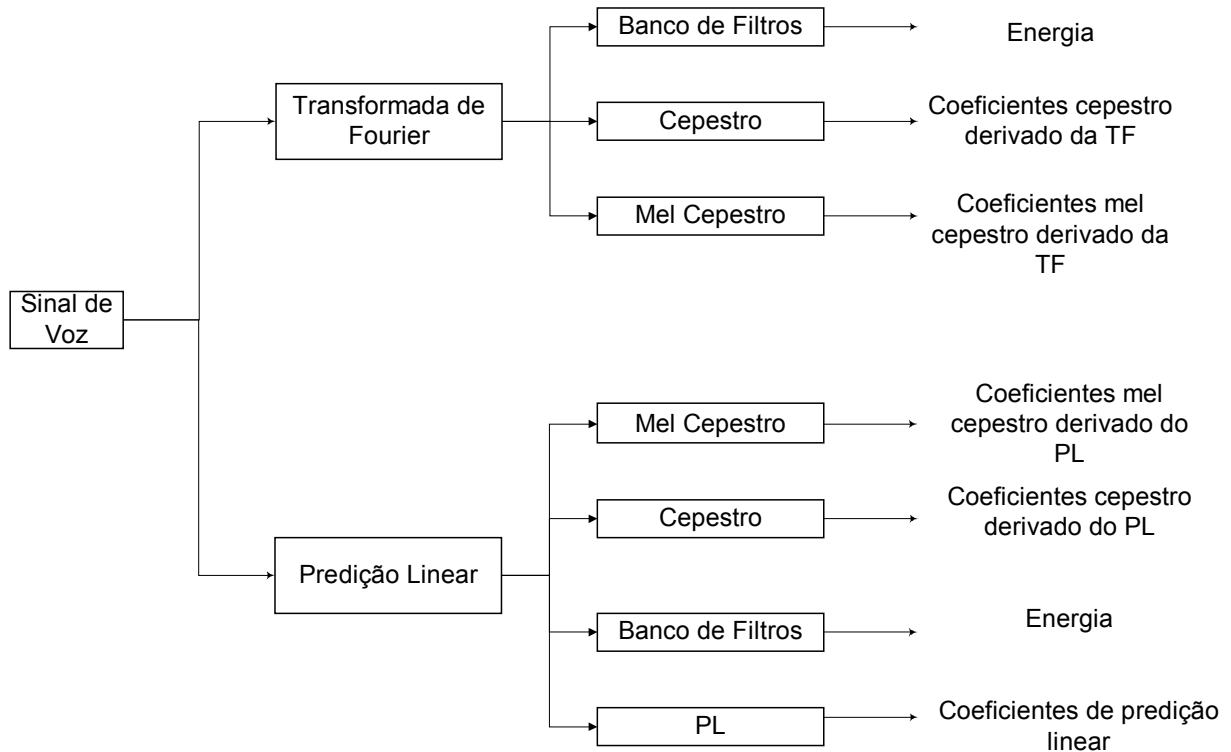 Banco de Filtros
Energia
Transformada de
Fourier
Cepestro
Coeficientes cepestro
derivado da TF
Mel Cepestro
Coeficientes mel
cepestro derivado da
TF
Sinal de
Voz
Mel Cepestro
Coeficientes mel
cepestro derivado do
PL
Cepestro
Coeficientes cepestro
derivado do PL
Predição Linear
Banco de Filtros
Energia
PL
Coeficientes de predição
linear